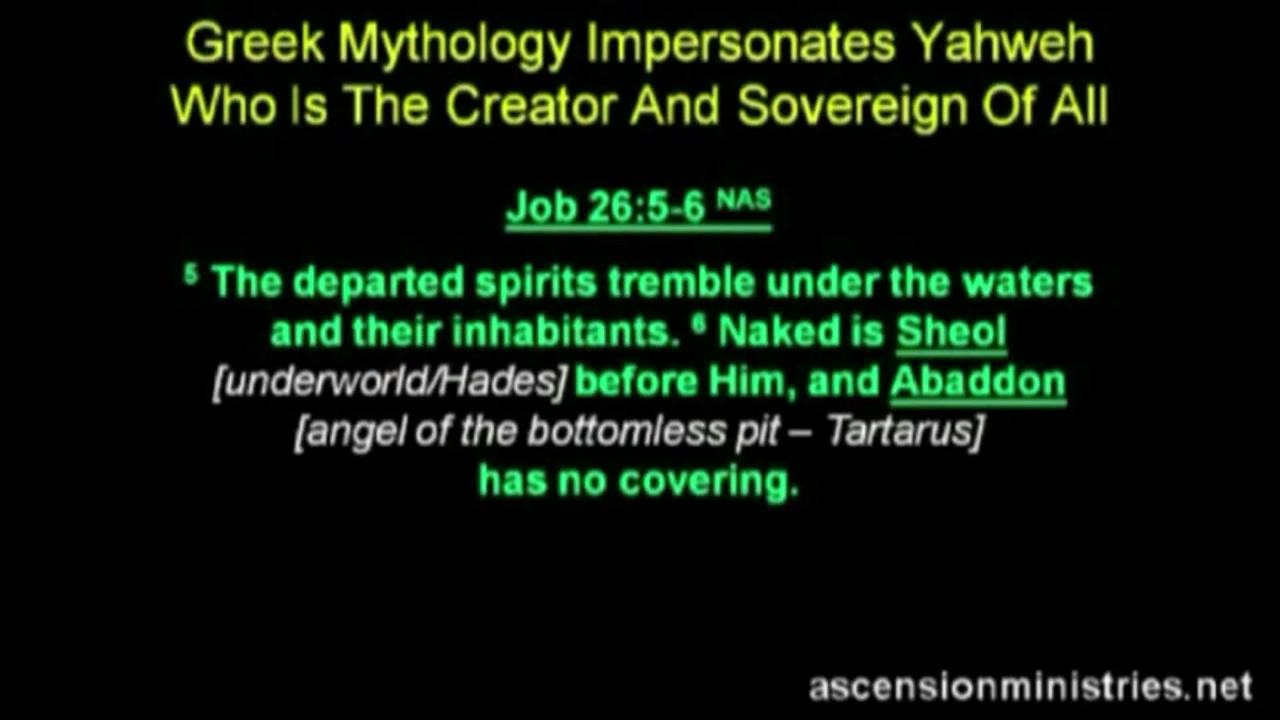 Greek Mythology Impersonates Yahweh
Who Is The Creator And Sovereign Of All
Job 26:5-6 NAS
5 The departed spirits tremble under the waters
and their inhabitants. 6 Naked is Sheol
[underworld/Hades] before Him, and Abaddon
[angel of the bottomless pit – Tartarus]
has no covering.
ascensionministries.net